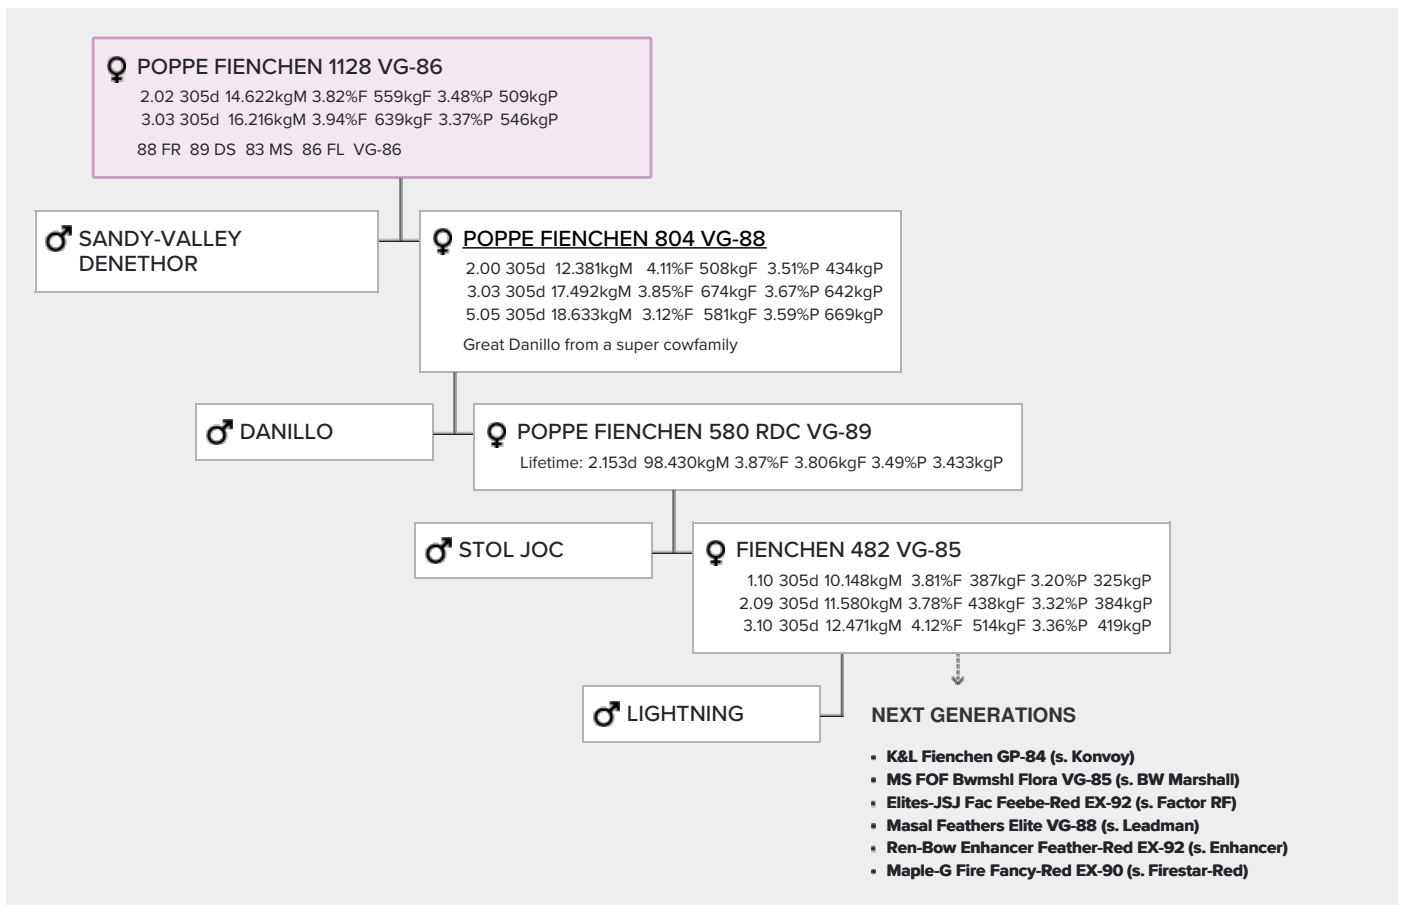 POPPE FIENCHEN 1128 VG-86
2.02 305d 14.622kgM 3.82%F 559kgF 3.48%P 509kgP
3.03 305d 16.216kgM 3.94%F 639kgF 3.37%P 546kgP
88 FR 89 DS 83 MS 86 FL VG-86
SANDY-VALLEY
DENETHOR
POPPE FIENCHEN 804 VG-88
2.00 305d 12.381kgM 4.11%F 508kgF 3.51%P 434kgP
3.03 305d 17.492kgM 3.85%F 674kgF 3.67%P 642kgP
5.05 305d 18.633kgM 3.12%F 581kgF 3.59%P 669kgP
Great Danillo from a super cowfamily
DANILLO
POPPE FIENCHEN 580 RDC VG-89
Lifetime: 2.153d 98.430kgM 3.87%F 3.806kgF 3.49%P 3.433kgP
STOL JOC
FIENCHEN 482 VG-85
1.10 305d 10.148kgM 3.81%F 387kgF 3.20%P 325kgP
2.09 305d 11.580kgM 3.78%F 438kgF 3.32%P 384kgP
3.10 305d 12.471kgM 4.12%F 514kgF 3.36%P 419kgP
LIGHTNING
NEXT GENERATIONS
• K&L Fienchen GP-84 (s. Konvoy)
• MS FOF Bwmshl Flora VG-85 (s. BW Marshall)
• Elites-JSJ Fac Feebe-Red EX-92 (s. Factor RF)
• Masal Feathers Elite VG-88 (s. Leadman)
• Ren-Bow Enhancer Feather-Red EX-92 (s. Enhancer)
• Maple-G Fire Fancy-Red EX-90 (s. Firestar-Red)